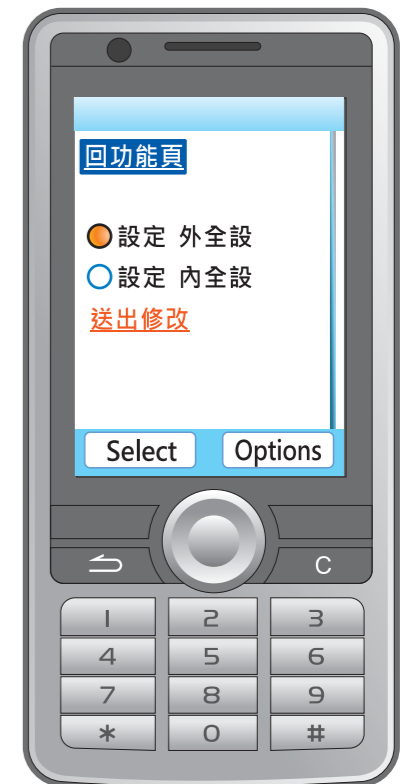 回功能頁
設定 外全設
設定 內全設
送出修改
Select Options
C
1 2 3
4 5 6
7 8 9
* 0 #